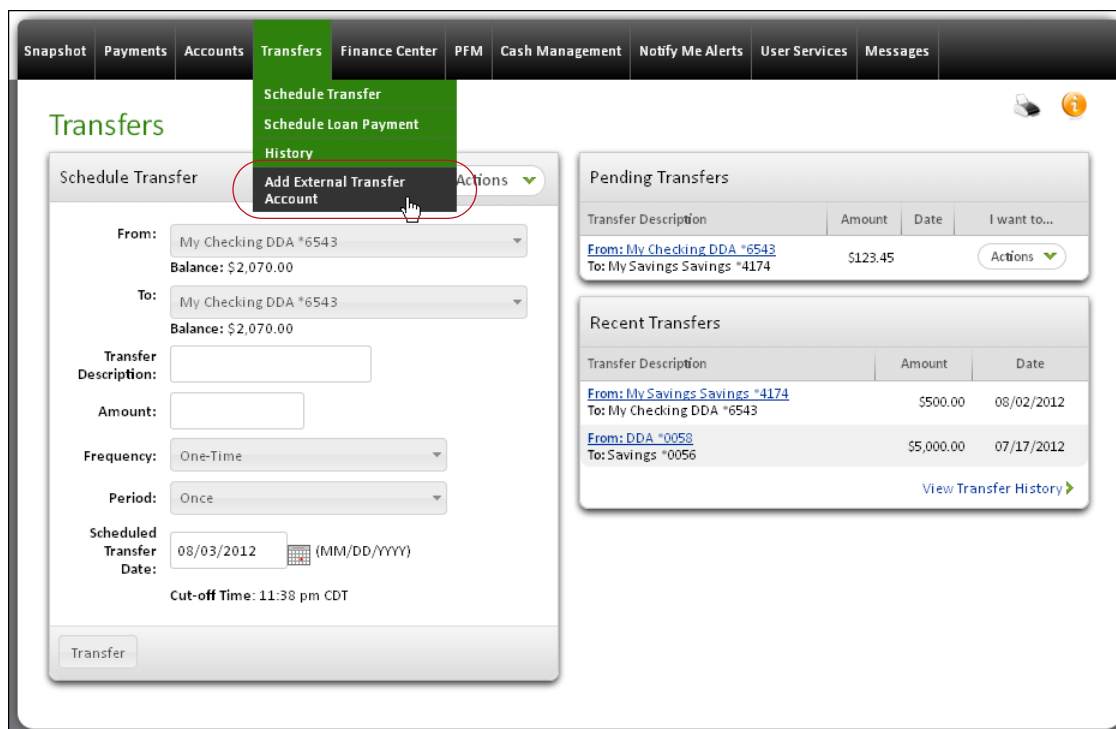 Snapshot Payments Accounts Transfers Finance Center PFM Cash Management Notify Me Alerts User Services Messages
Schedule Transfer
Schedule Loan Payment
History
Add External Transfer
Account
Transfers
Schedule Transfer
Actions
From:
My Checking DDA *6543
Balance: $2,070.00
To:
My Checking DDA *6543
Balance: $2,070.00
Transfer
Description:
Amount:
Frequency:
One-Time
Period:
Once
Scheduled
Transfer
Date:
08/03/2012
(MM/DD/YYYY)
Cut-off Time: 11:38 pm CDT
Transfer
Pending Transfers
Transfer Description Amount Date I want to...
From: My Checking DDA *6543
To: My Savings Savings *4174
$123.45
Actions
Recent Transfers
Transfer Description Amount Date
From: My Savings Savings *4174
To: My Checking DDA *6543
$500.00 08/02/2012
From: DDA *0058
To: Savings *0056
$5,000.00 07/17/2012
View Transfer History